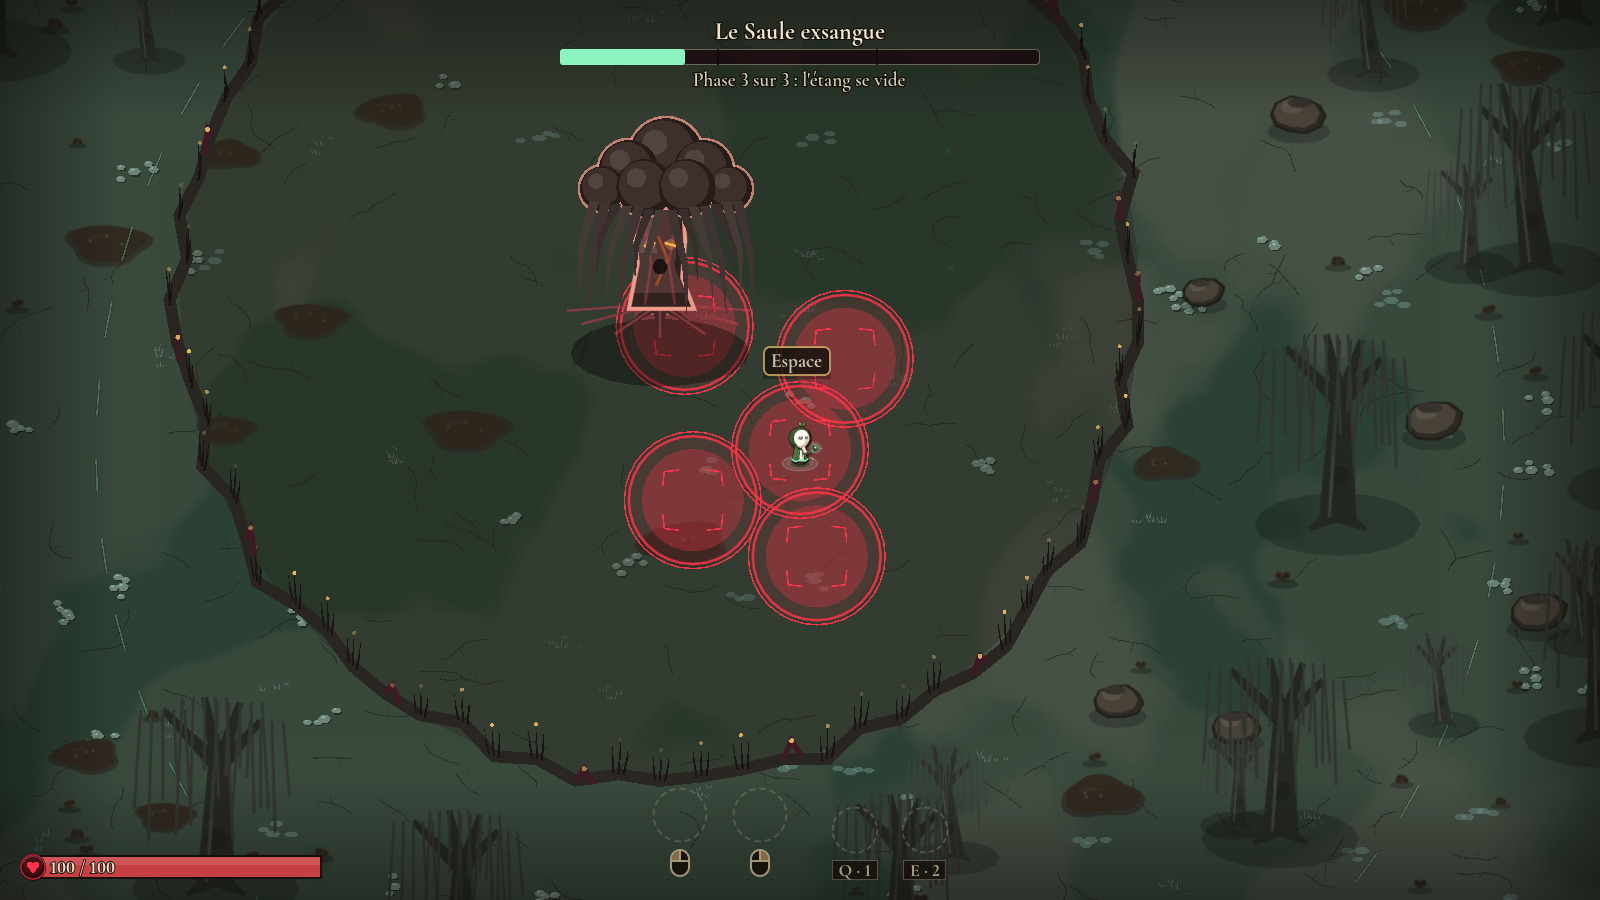 Le Saule exsangue
Phase 3 sur 3 : l'étang se vide
Espace
100 / 100
Q · 1
E · 2